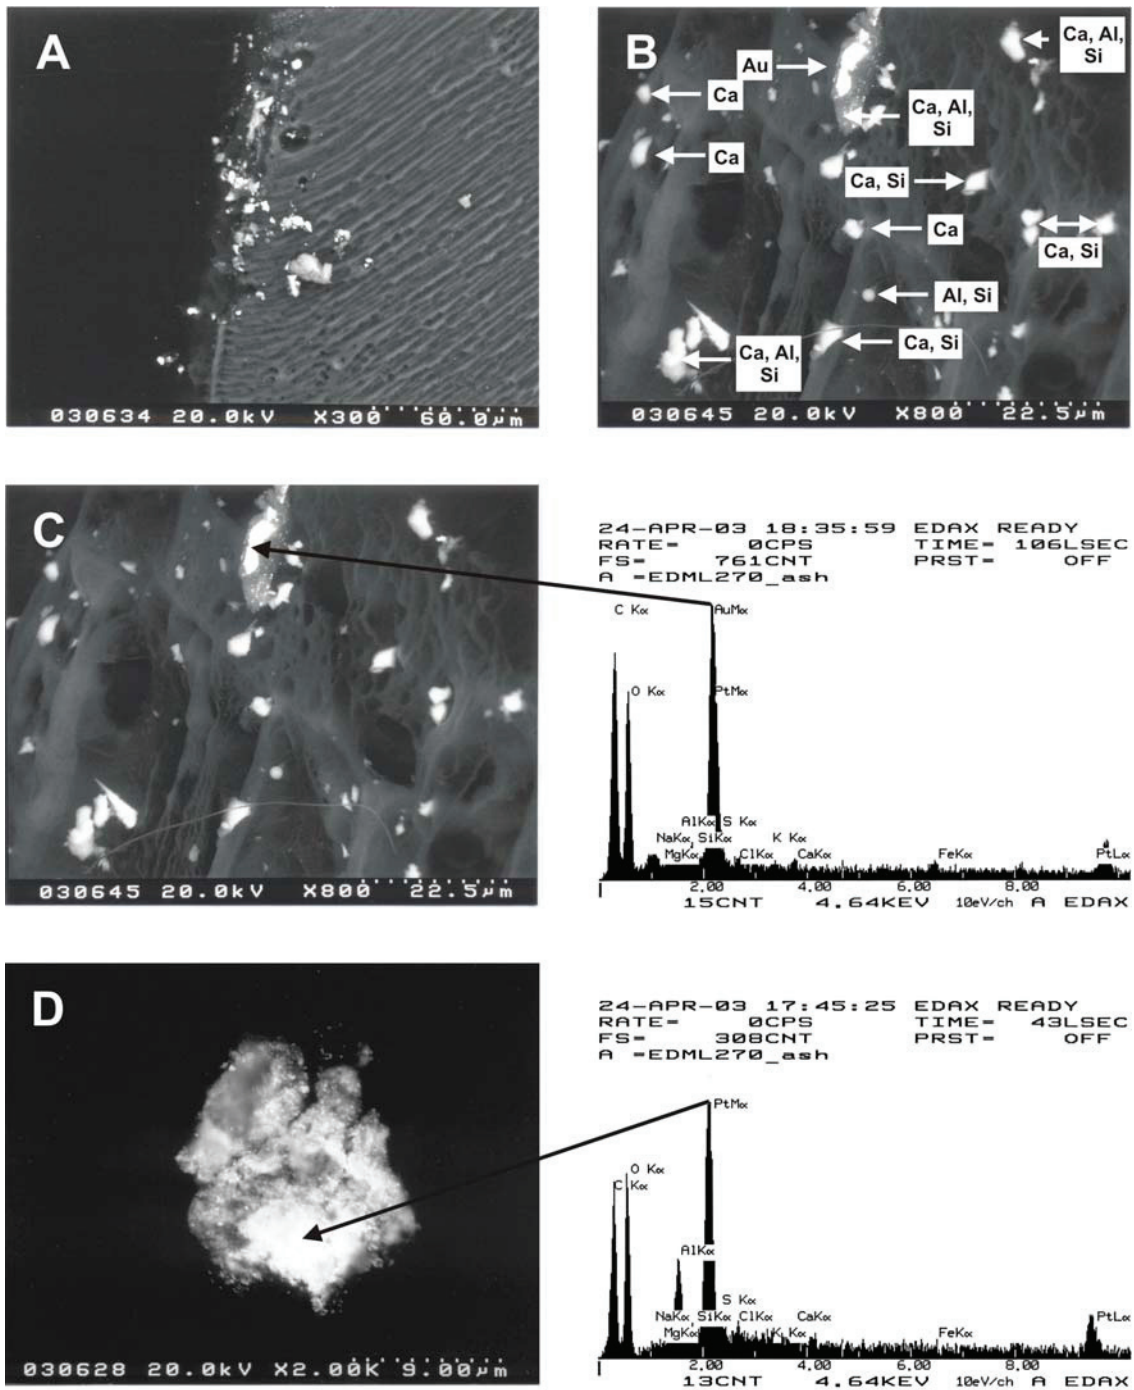 A
030634 20.0kV X300 60.0µm
B
Ca, Al,
Si
Au
Ca
Ca, Al,
Si
Ca
Ca, Si
Ca
Ca, Si
Al, Si
Ca, Al,
Si
Ca, Si
030645 20.0kV X800 22.5µm
C
030645 20.0kV X800 22.5µm
24-APR-03 18:35:59 EDAX READY
RATE= 0CPS TIME= 106LSEC
FS= 761CNT PRST= OFF
A =EDML270_ash
C Kα AuMα
O Kα PtMα
AlKα S Kα
NaKα SiKα K Kα
MgKα ClKα CaKα FeKα PtLα
2.00 4.00 6.00 8.00
15CNT 4.64KEV 10eV/ch A EDAX
D
030628 20.0kV X2.00K 9.00µm
24-APR-03 17:45:25 EDAX READY
RATE= 0CPS TIME= 43LSEC
FS= 308CNT PRST= OFF
A =EDML270_ash
PtMα
O Kα
C Kα
AlKα
S Kα
NaKα SiKα ClKα CaKα PtLα
MgKα K Kα FeKα
2.00 4.00 6.00 8.00
13CNT 4.64KEV 10eV/ch A EDAX